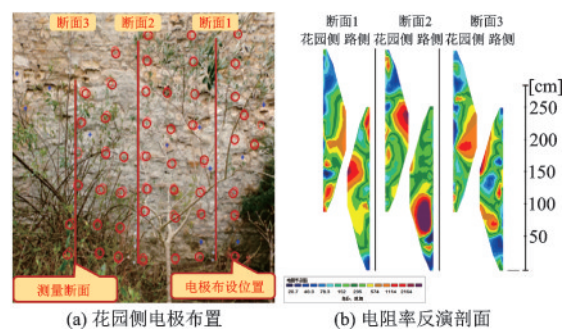 断面3 断面2 断面1
测量断面
电极布设位置
(a) 花园侧电极布置
断面1 断面2 断面3
花园侧 路侧 花园侧 路侧 花园侧 路侧
[cm]
250
200
150
100
50
(b) 电阻率反演剖面